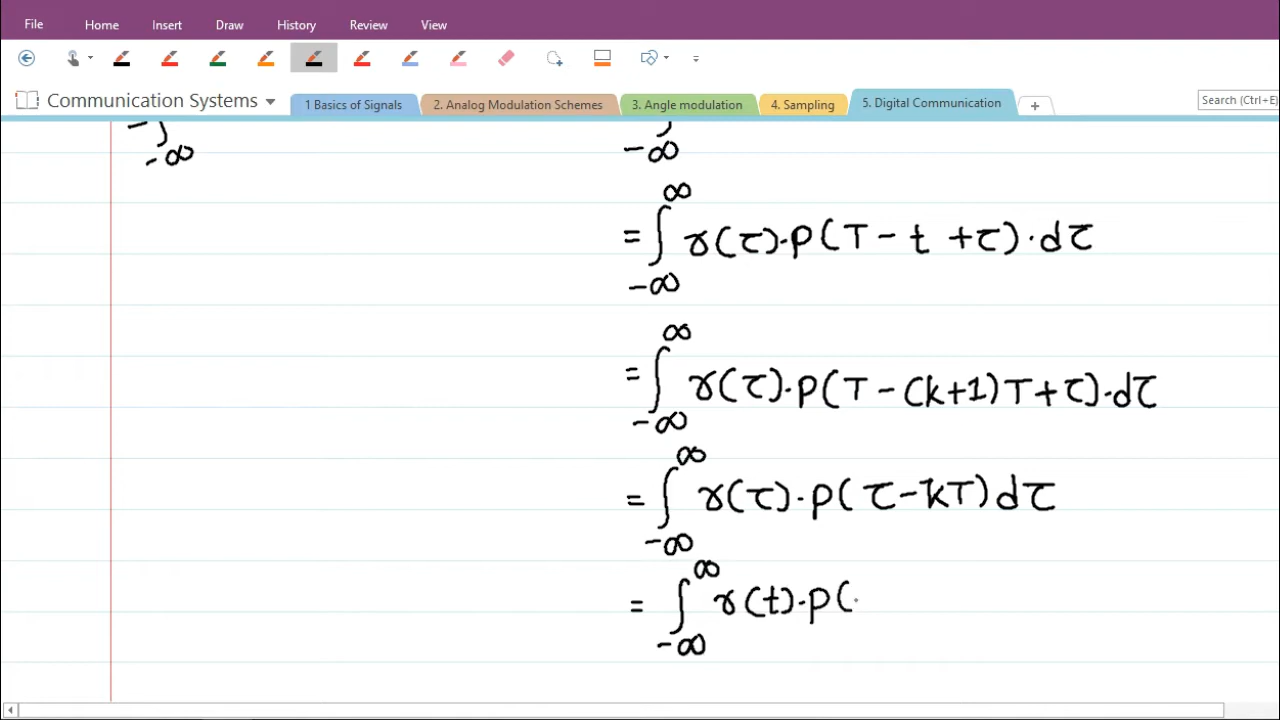 File Home Insert Draw History Review View
Communication Systems 1 Basics of Signals 2. Analog Modulation Schemes 3. Angle modulation 4. Sampling 5. Digital Communication + Search (Ctrl+E)
-∫ -∞ ∫ -∞
= ∫ -∞ ∞ r(τ)·p(T - t + τ)·dτ
= ∫ -∞ ∞ r(τ)·p(T - (k+1)T + τ)·dτ
= ∫ -∞ ∞ r(τ)·p(τ - kT)dτ
= ∫ -∞ ∞ r(t)·p(